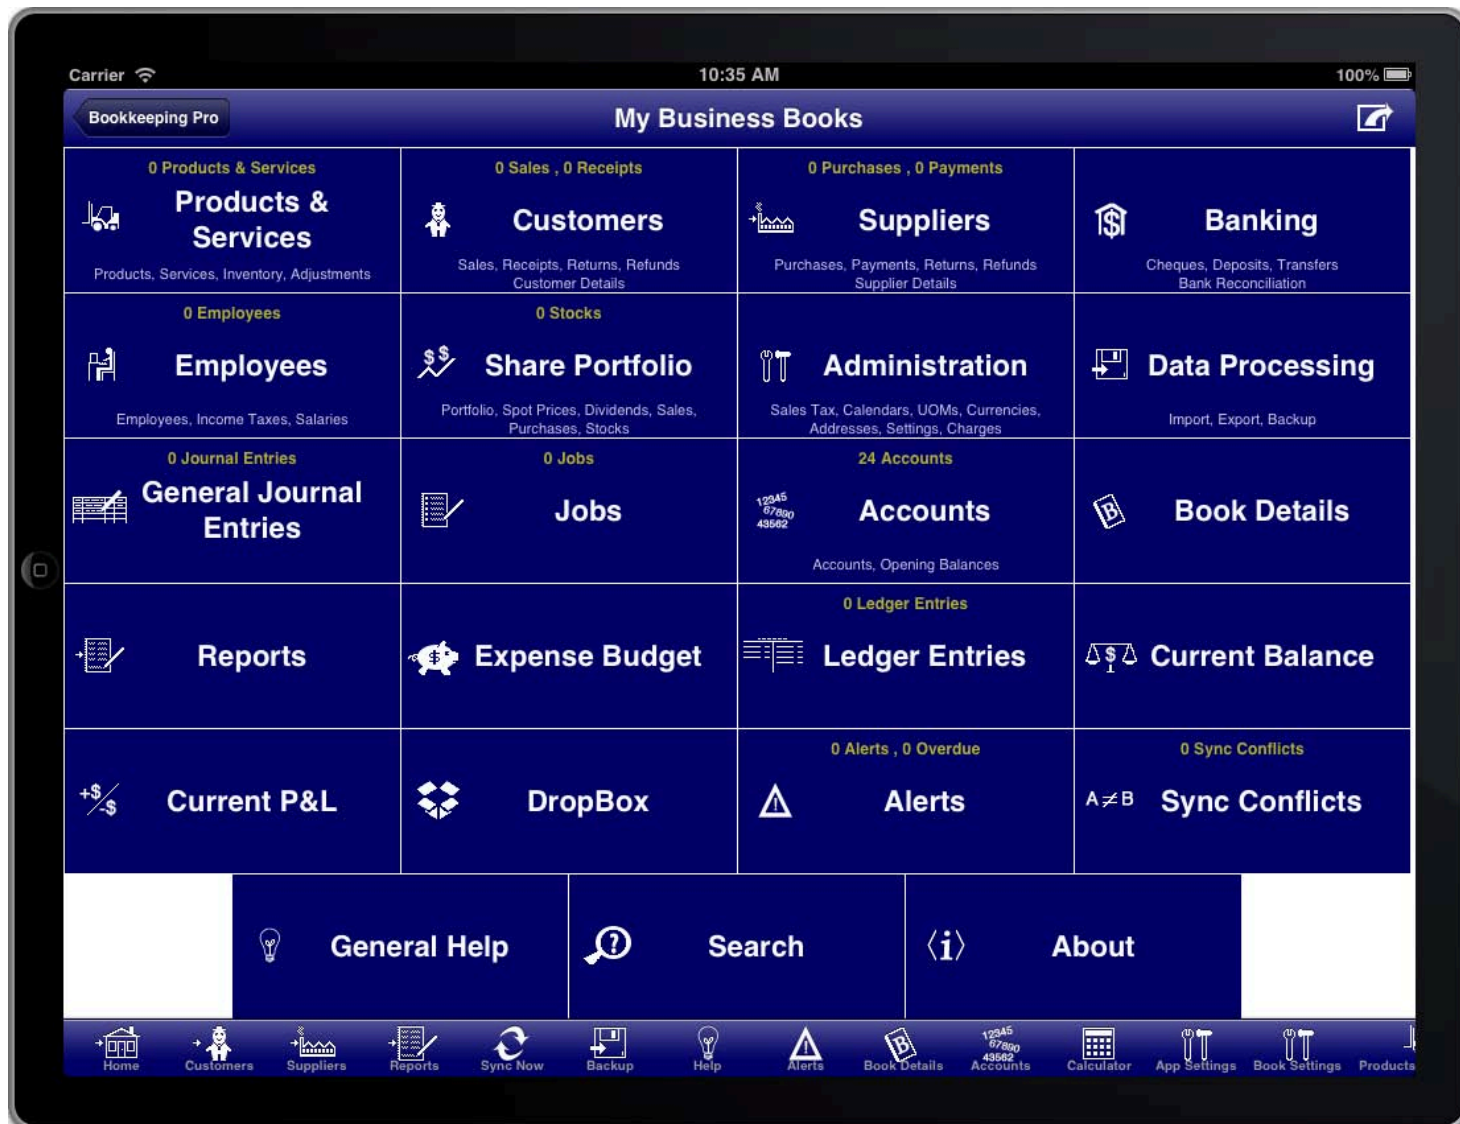 Carrier
10:35 AM
100%
Bookkeeping Pro
My Business Books
0 Products & Services
Products &
Services
Products, Services, Inventory, Adjustments
0 Sales , 0 Receipts
Customers
Sales, Receipts, Returns, Refunds
Customer Details
0 Purchases , 0 Payments
Suppliers
Purchases, Payments, Returns, Refunds
Supplier Details
$
Banking
Cheques, Deposits, Transfers
Bank Reconciliation
0 Employees
Employees
Employees, Income Taxes, Salaries
0 Stocks
$$
Share Portfolio
Portfolio, Spot Prices, Dividends, Sales,
Purchases, Stocks
Administration
Sales Tax, Calendars, UOMs, Currencies,
Addresses, Settings, Charges
Data Processing
Import, Export, Backup
0 Journal Entries
General Journal
Entries
0 Jobs
Jobs
24 Accounts
12345
67890
43562
Accounts
Accounts, Opening Balances
B
Book Details
Reports
$
Expense Budget
0 Ledger Entries
Ledger Entries
$
Current Balance
+$/-$
Current P&L
DropBox
0 Alerts , 0 Overdue
!
Alerts
0 Sync Conflicts
A≠B
Sync Conflicts
General Help
?
Search
⟨i⟩
About
Home
Customers
Suppliers
Reports
Sync Now
Backup
Help
Alerts
B
Book Details
12345
67890
43562
Accounts
Calculator
App Settings
Book Settings
Products